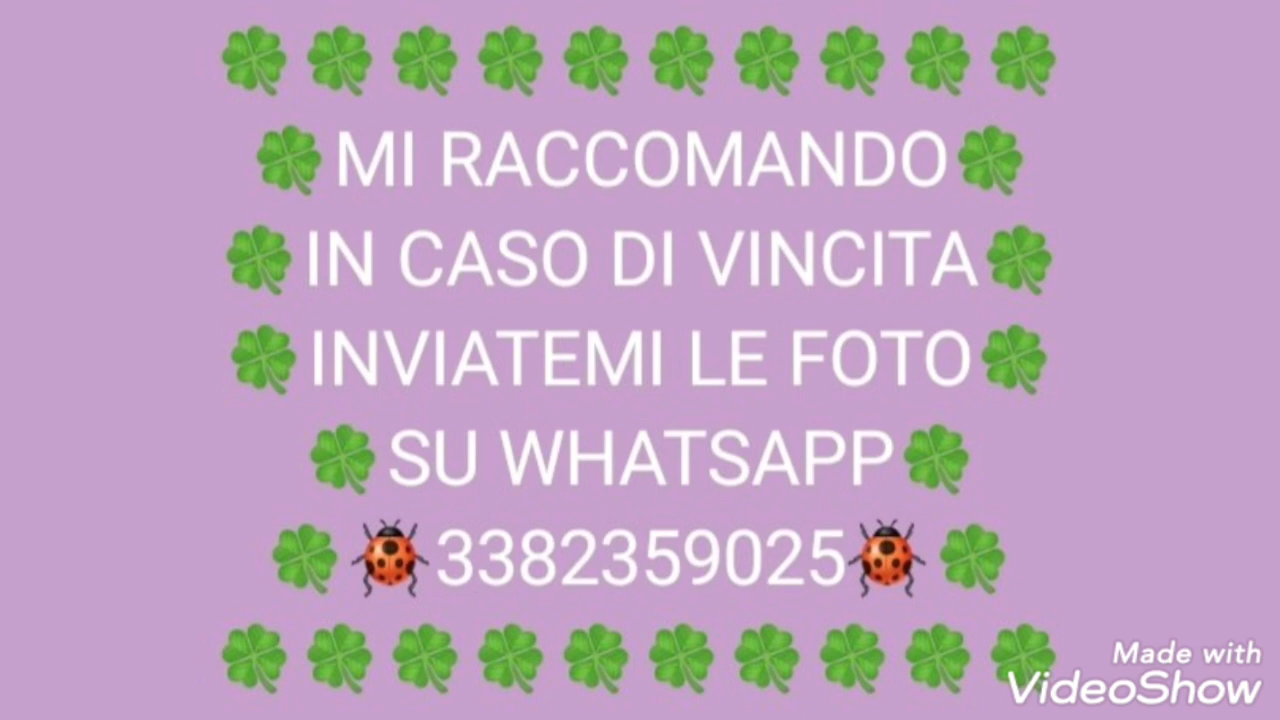 🍀🍀🍀🍀🍀🍀🍀🍀🍀🍀
🍀MI RACCOMANDO🍀
🍀IN CASO DI VINCITA🍀
🍀INVIATEMI LE FOTO🍀
🍀SU WHATSAPP🍀
🍀🐞3382359025🐞🍀
🍀🍀🍀🍀🍀🍀🍀🍀🍀🍀
Made with
VideoShow